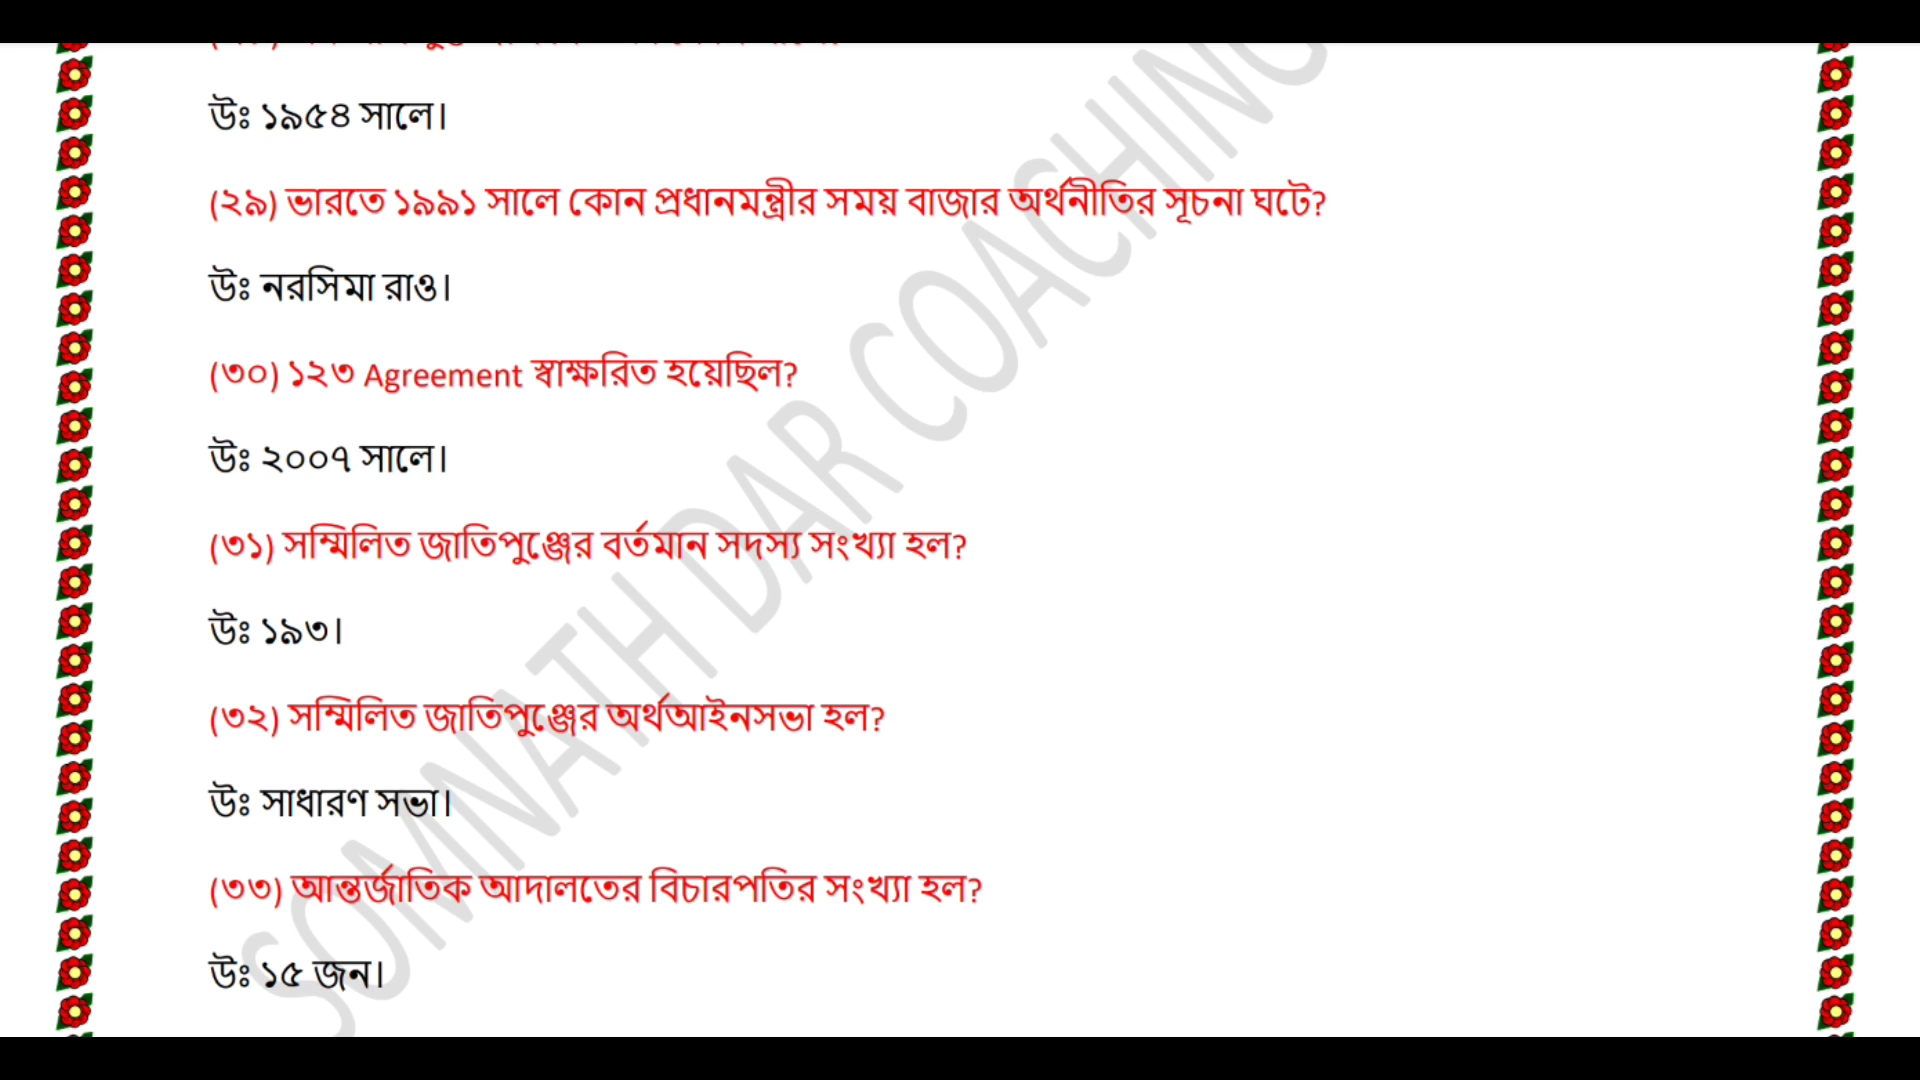 উঃ ১৯৫৪ সালে।
(২৯) ভারতে ১৯৯১ সালে কোন প্রধানমন্ত্রীর সময় বাজার অর্থনীতির সূচনা ঘটে?
উঃ নরসিমা রাও।
(৩০) ১২৩ Agreement স্বাক্ষরিত হয়েছিল?
উঃ ২০০৭ সালে।
(৩১) সম্মিলিত জাতিপুঞ্জের বর্তমান সদস্য সংখ্যা হল?
উঃ ১৯৩।
(৩২) সম্মিলিত জাতিপুঞ্জের অর্থআইনসভা হল?
উঃ সাধারণ সভা।
(৩৩) আন্তর্জাতিক আদালতের বিচারপতির সংখ্যা হল?
উঃ ১৫ জন।
SOMNATH DAR COACHING